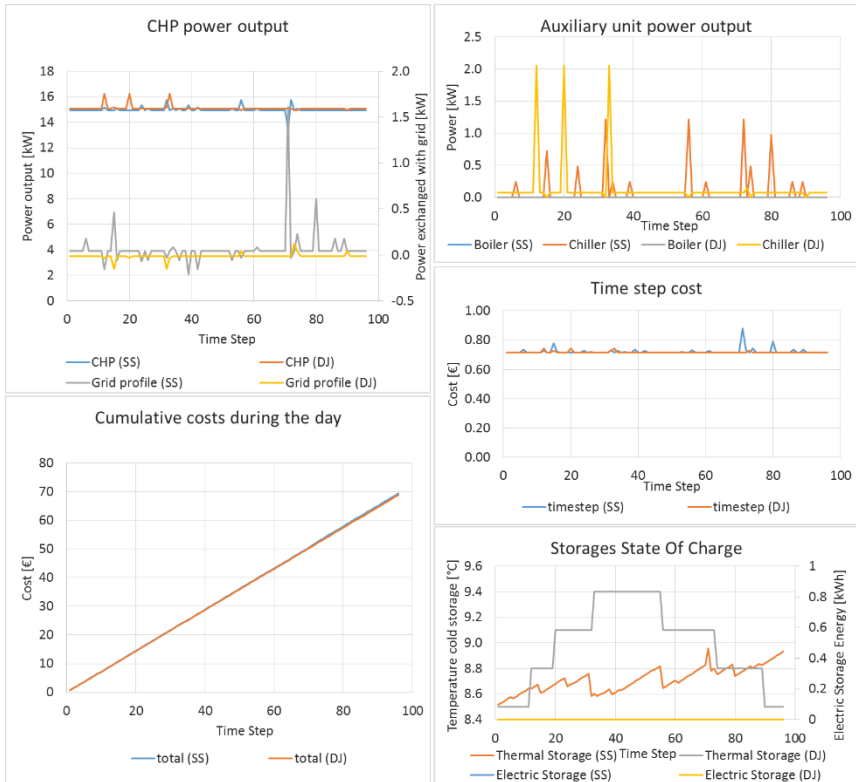 CHP power output
18
16
14
12
10
8
6
4
2
0
Power output [kW]
2.0
1.5
1.0
0.5
0.0
-0.5
Power exchanged with grid [kW]
0 20 40 60 80 100
Time Step
CHP (SS) CHP (DJ)
Grid profile (SS) Grid profile (DJ)
Auxiliary unit power output
2.5
2.0
1.5
1.0
0.5
0.0
Power [kW]
0 20 40 60 80 100
Time Step
Boiler (SS) Chiller (SS) Boiler (DJ) Chiller (DJ)
Time step cost
1.00
0.80
0.60
0.40
0.20
0.00
Cost [€]
0 20 40 60 80 100
Time Step
timestep (SS) timestep (DJ)
Cumulative costs during the day
80
70
60
50
40
30
20
10
0
Cost [€]
0 20 40 60 80 100
Time Step
total (SS) total (DJ)
Storages State Of Charge
9.6
9.4
9.2
9.0
8.8
8.6
8.4
Temperature cold storage [°C]
1
0.8
0.6
0.4
0.2
0
Electric Storage Energy [kWh]
0 20 40 60 80 100
Time Step
Thermal Storage (SS) Thermal Storage (DJ)
Electric Storage (SS) Electric Storage (DJ)